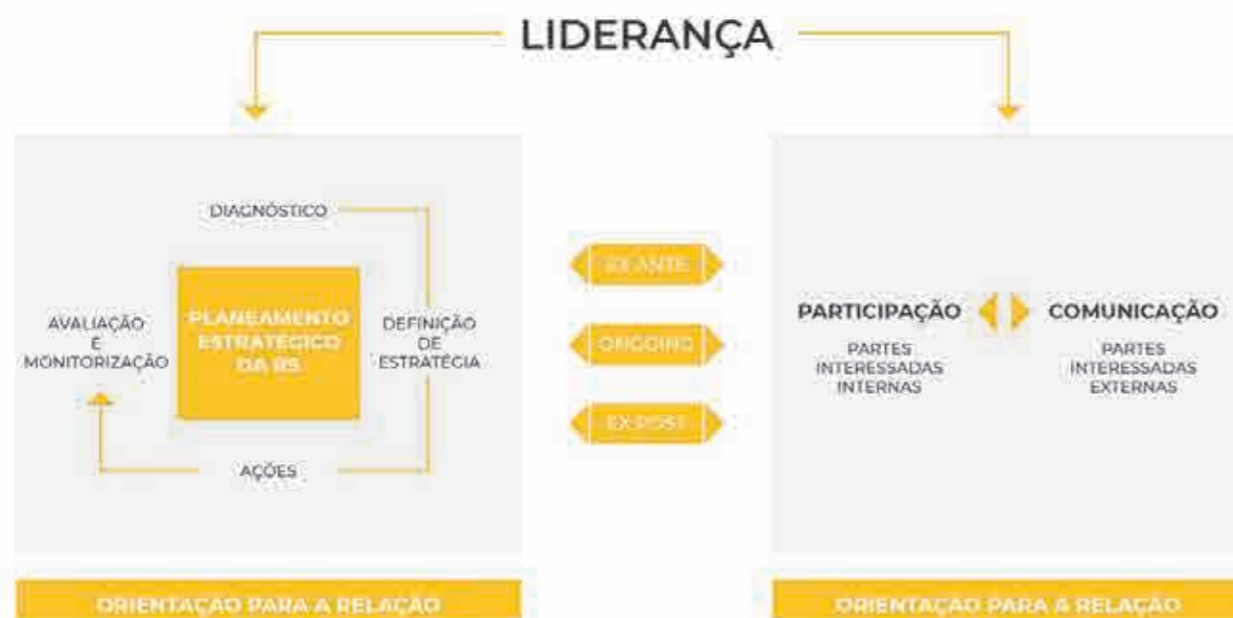 LIDERANÇA
DIAGNÓSTICO
AVALIAÇÃO
E
MONITORIZAÇÃO
PLANEAMENTO
ESTRATÉGICO
DA RS
DEFINIÇÃO
DE
ESTRATÉGIA
AÇÕES
EX ANTE
ONGOING
EX POST
PARTICIPAÇÃO
PARTES
INTERESSADAS
INTERNAS
COMUNICAÇÃO
PARTES
INTERESSADAS
EXTERNAS
ORIENTAÇÃO PARA A RELAÇÃO
ORIENTAÇÃO PARA A RELAÇÃO